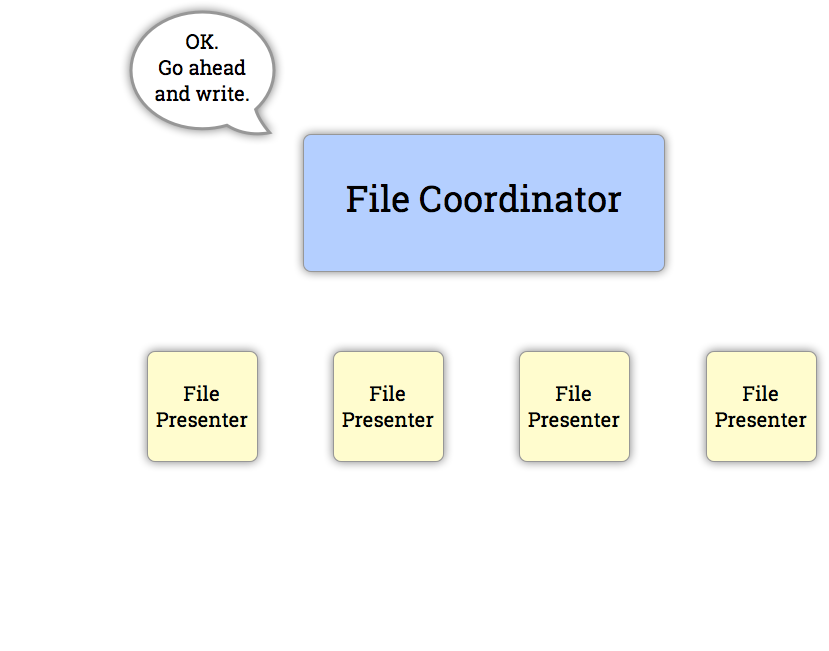 OK.
Go ahead
and write.
File Coordinator
File
Presenter
File
Presenter
File
Presenter
File
Presenter